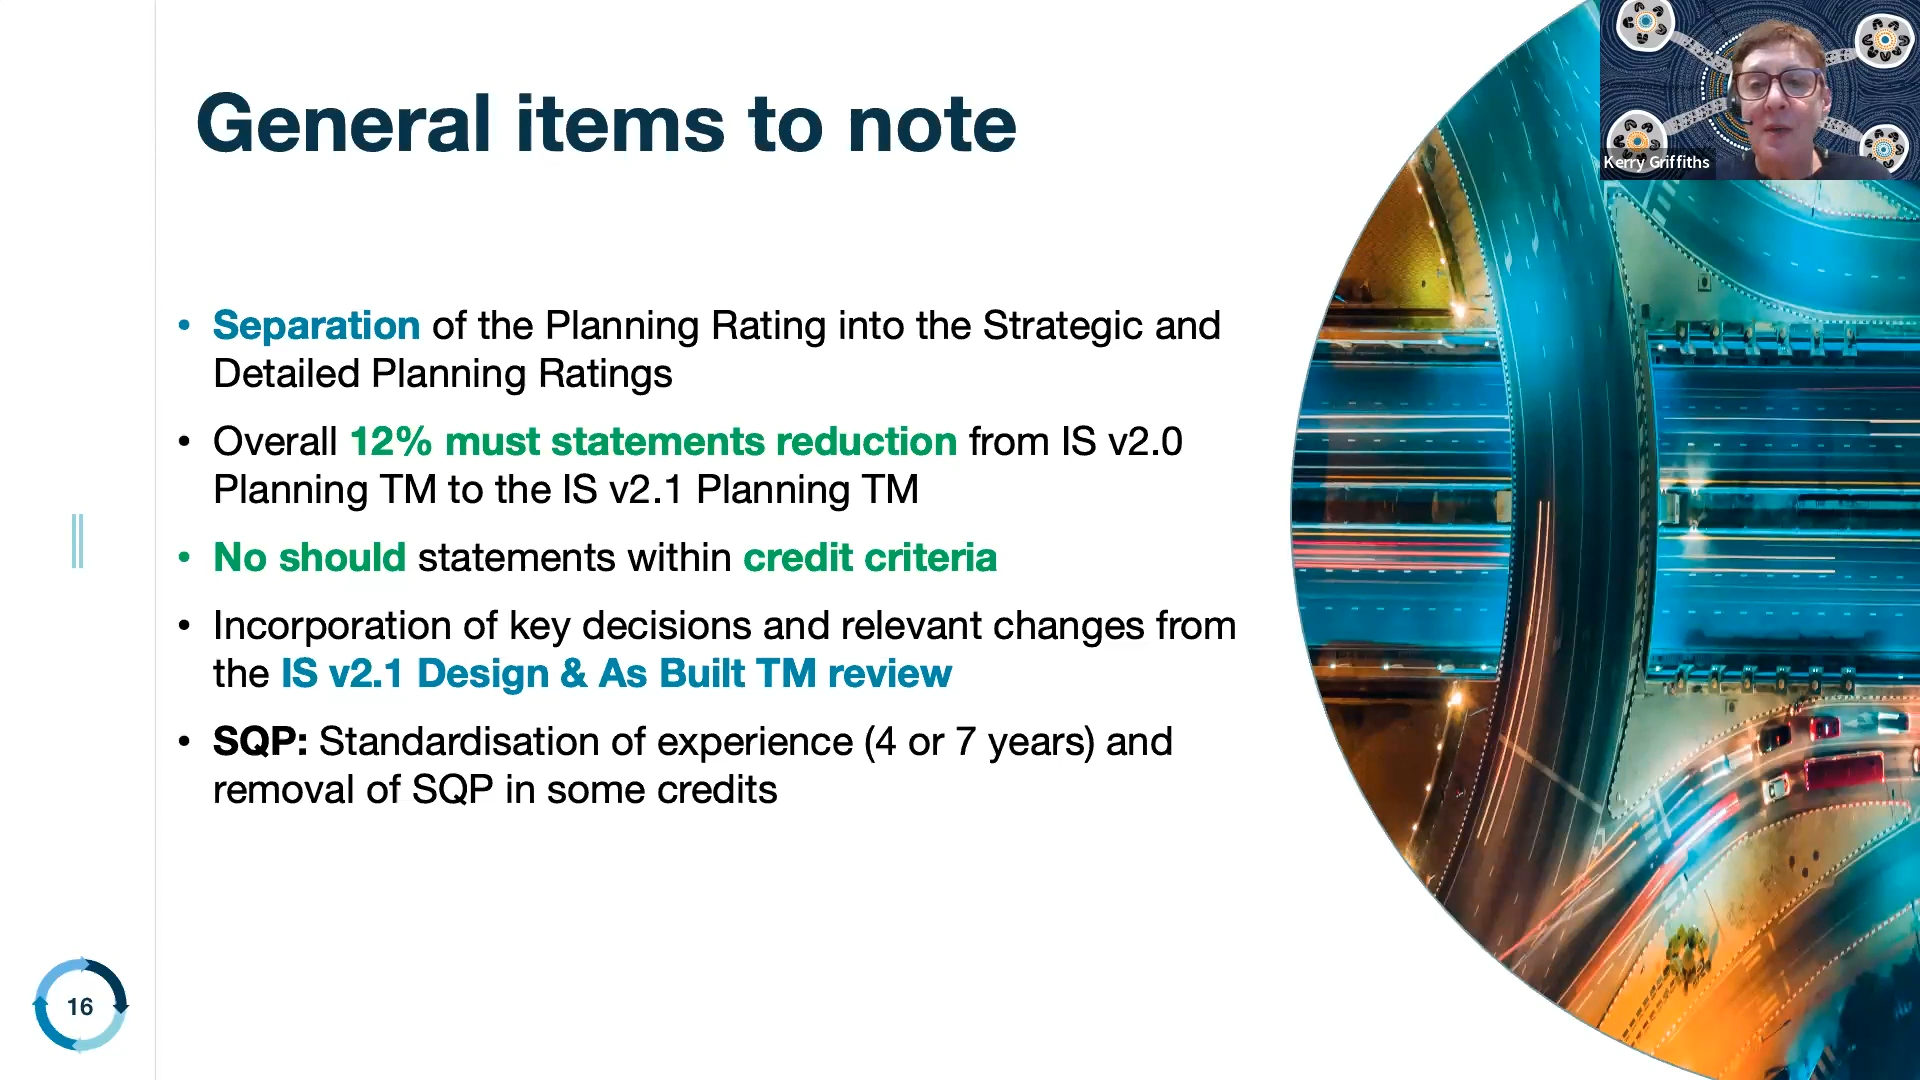 General items to note
Kerry Griffiths
• Separation of the Planning Rating into the Strategic and
Detailed Planning Ratings
• Overall 12% must statements reduction from IS v2.0
Planning TM to the IS v2.1 Planning TM
• No should statements within credit criteria
• Incorporation of key decisions and relevant changes from
the IS v2.1 Design & As Built TM review
• SQP: Standardisation of experience (4 or 7 years) and
removal of SQP in some credits
16